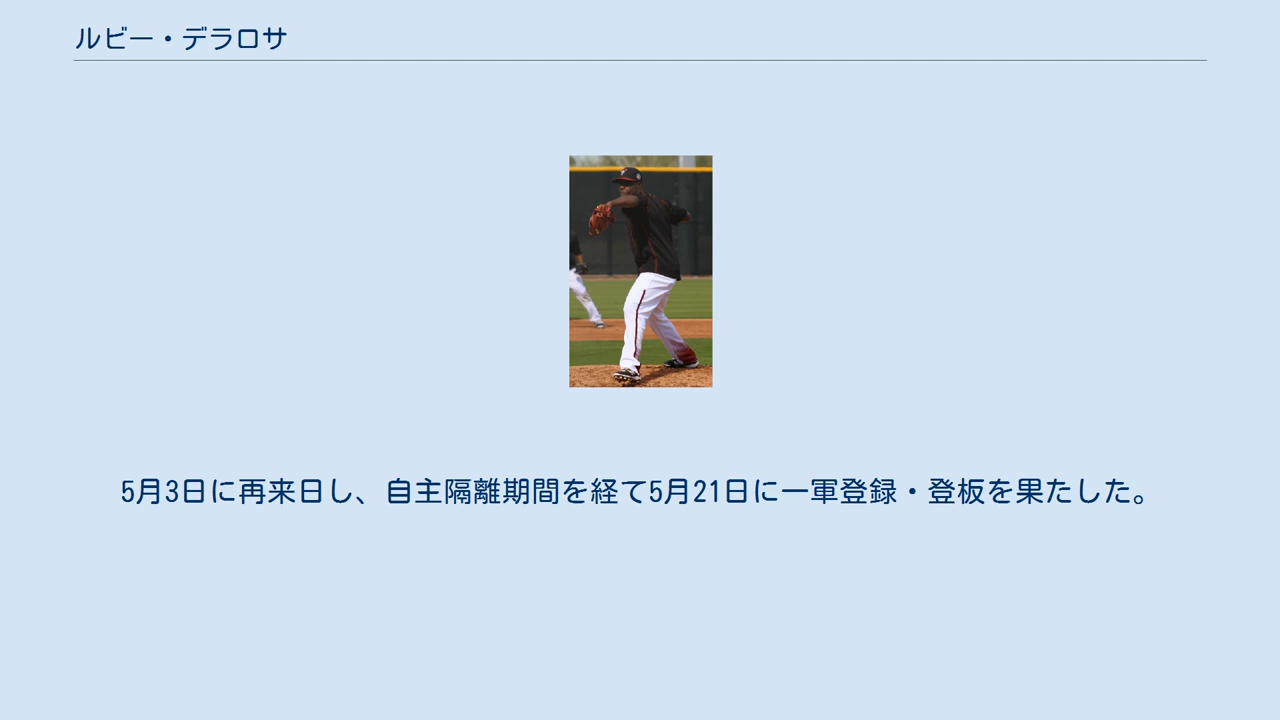 ルビー・デラロサ
5月3日に再来日し、自主隔離期間を経て5月21日に一軍登録・登板を果たした。